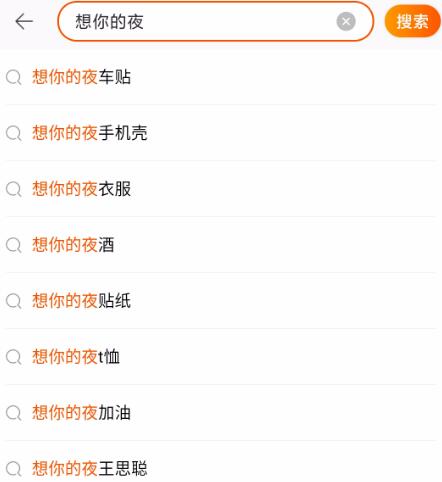 想你的夜 搜索
想你的夜车贴
想你的夜手机壳
想你的夜衣服
想你的夜酒
想你的夜贴纸
想你的夜t恤
想你的夜加油
想你的夜王思聪